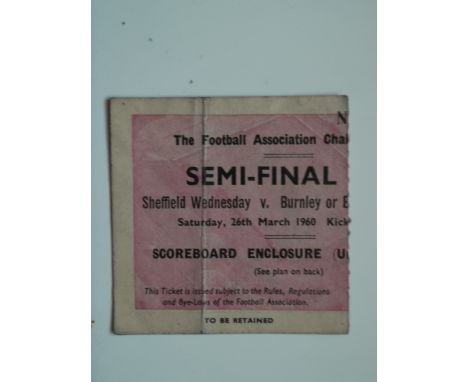 N
The Football Association Chal
SEMI-FINAL
Sheffield Wednesday v. Burnley or B
Saturday, 26th March 1960 Kick
SCOREBOARD ENCLOSURE (U
(See plan on back)
This Ticket is issued subject to the Rules, Regulations
and Bye-Laws of the Football Association.
TO BE RETAINED